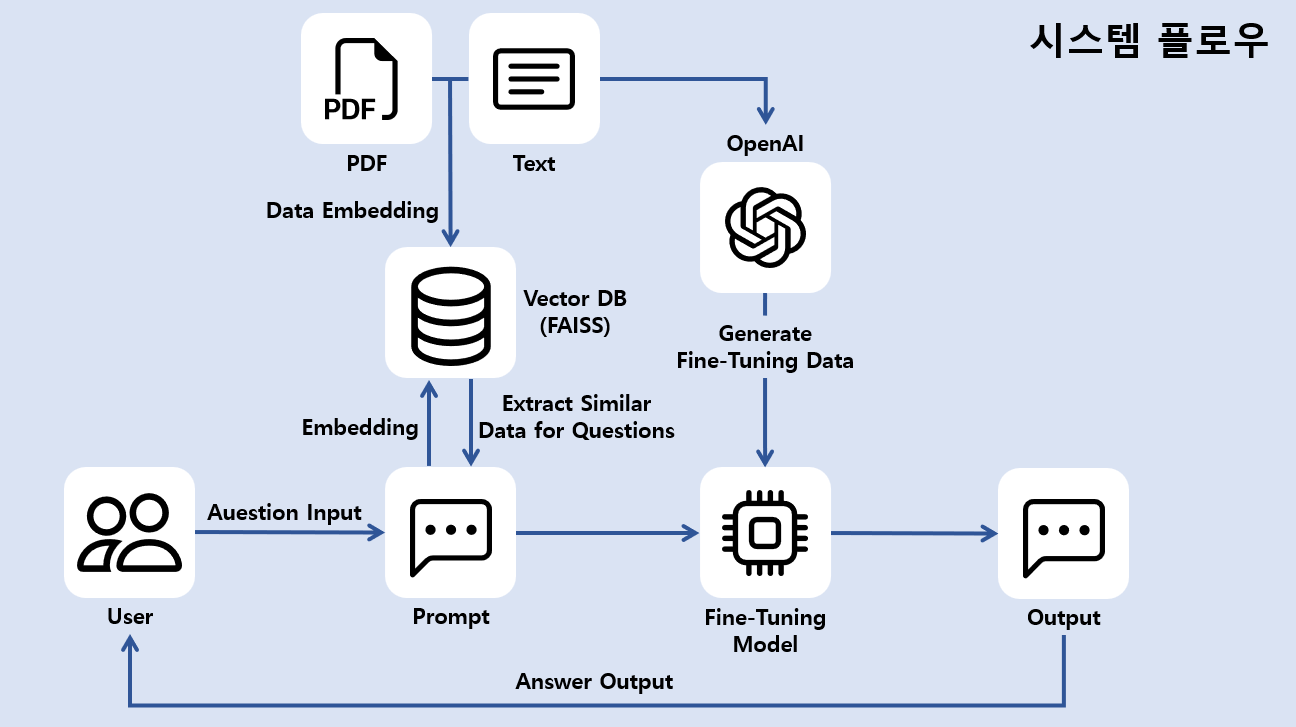 시스템 플로우
PDF
PDF
Text
OpenAI
Data Embedding
Vector DB
(FAISS)
Generate
Fine-Tuning Data
Embedding
Extract Similar
Data for Questions
Auestion Input
User
Prompt
Fine-Tuning
Model
Output
Answer Output